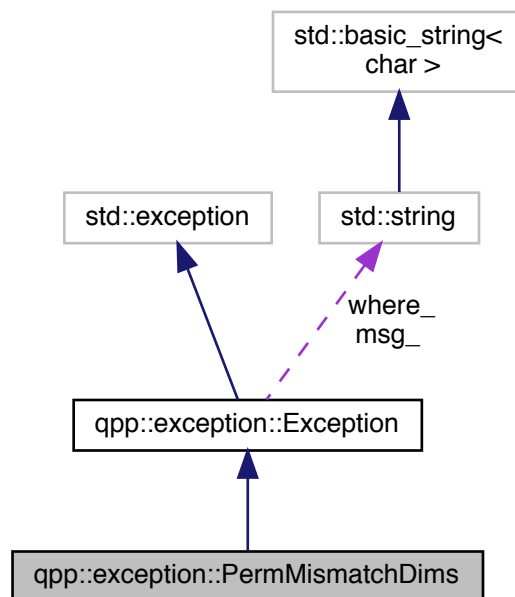 std::basic_string<
char >
std::exception
std::string
where_
msg_
qpp::exception::Exception
qpp::exception::PermMismatchDims